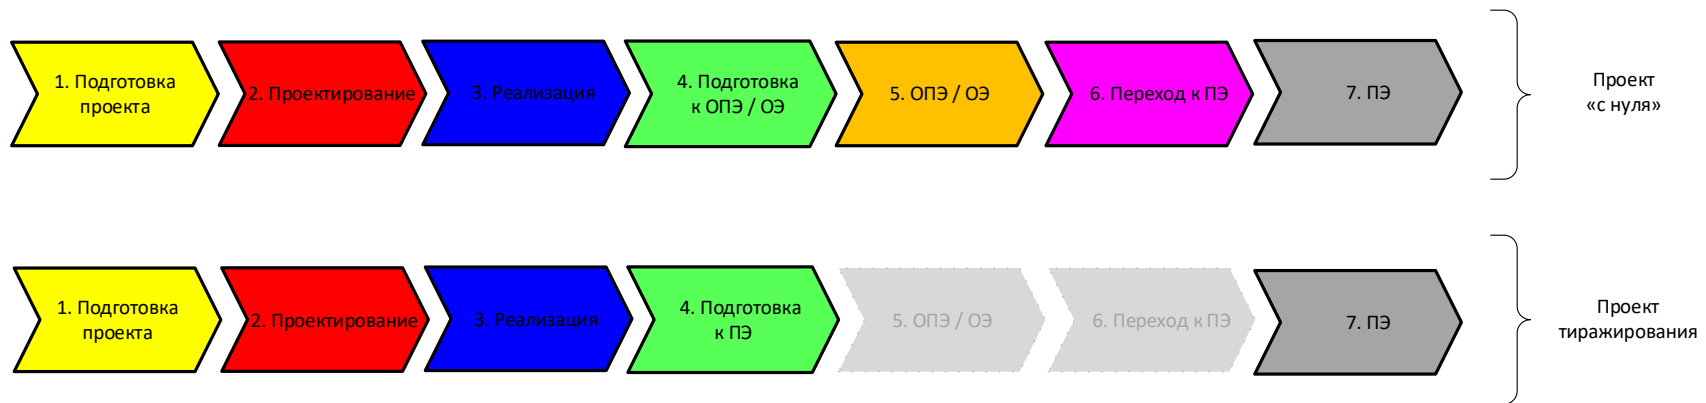 1. Подготовка
проекта
2. Проектирование
3. Реализация
4. Подготовка
к ОПЭ / ОЭ
5. ОПЭ / ОЭ
6. Переход к ПЭ
7. ПЭ
Проект
«с нуля»
1. Подготовка
проекта
2. Проектирование
3. Реализация
4. Подготовка
к ПЭ
5. ОПЭ / ОЭ
6. Переход к ПЭ
7. ПЭ
Проект
тиражирования